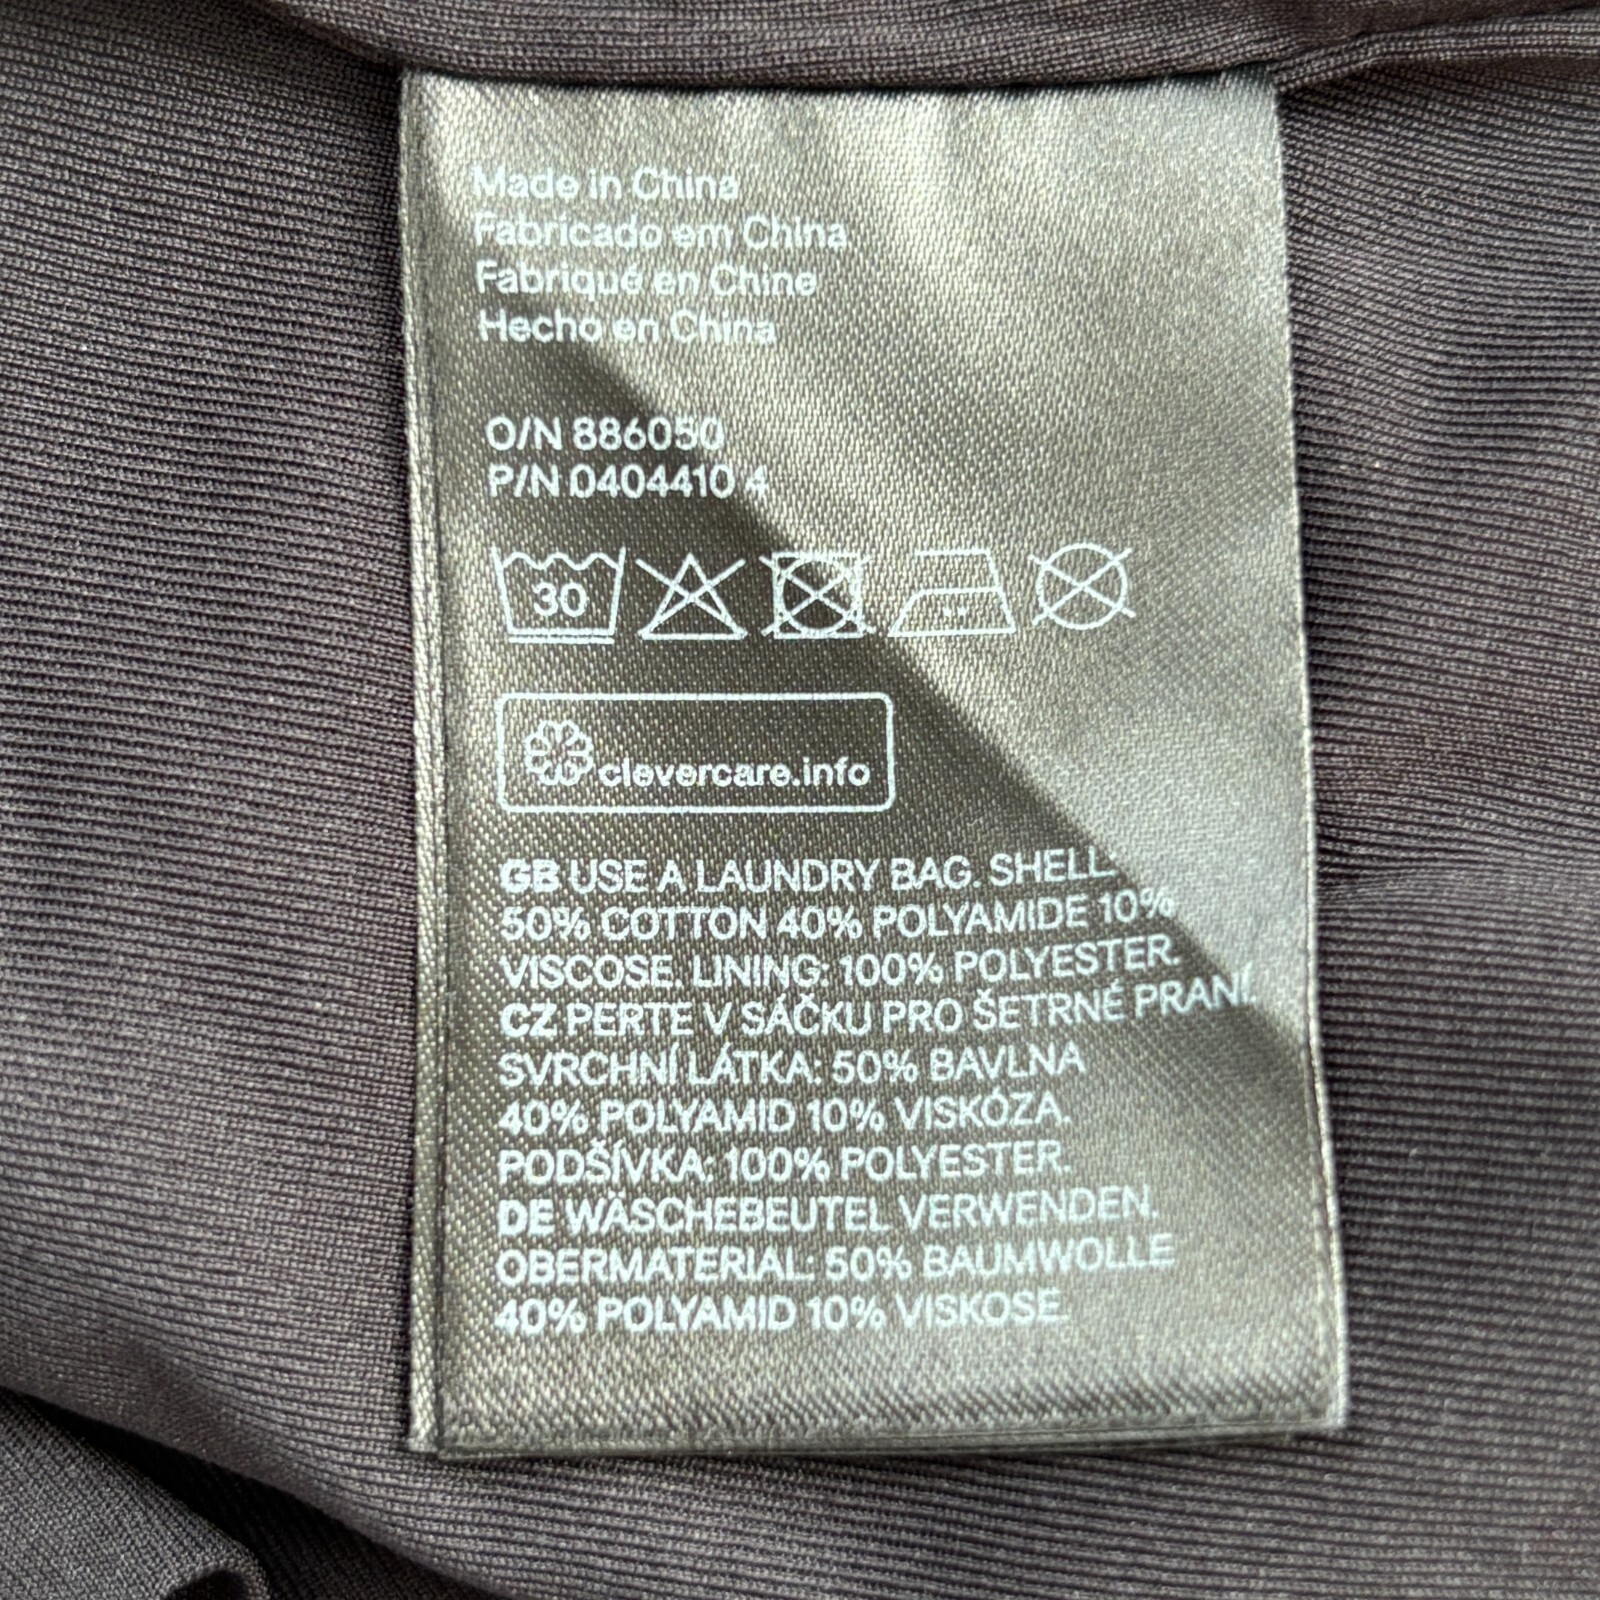 Made in China
Fabricado em China
Fabriqué en Chine
Hecho en China
O/N 886050
P/N 0404410 4
30
clevercare.info
GB USE A LAUNDRY BAG. SHELL:
50% COTTON 40% POLYAMIDE 10%
VISCOSE. LINING: 100% POLYESTER.
CZ PERTE V SÁČKU PRO ŠETRNÉ PRANÍ.
SVRCHNÍ LÁTKA: 50% BAVLNA
40% POLYAMID 10% VISKÓZA.
PODŠÍVKA: 100% POLYESTER.
DE WÄSCHEBEUTEL VERWENDEN.
OBERMATERIAL: 50% BAUMWOLLE
40% POLYAMID 10% VISKOSE.